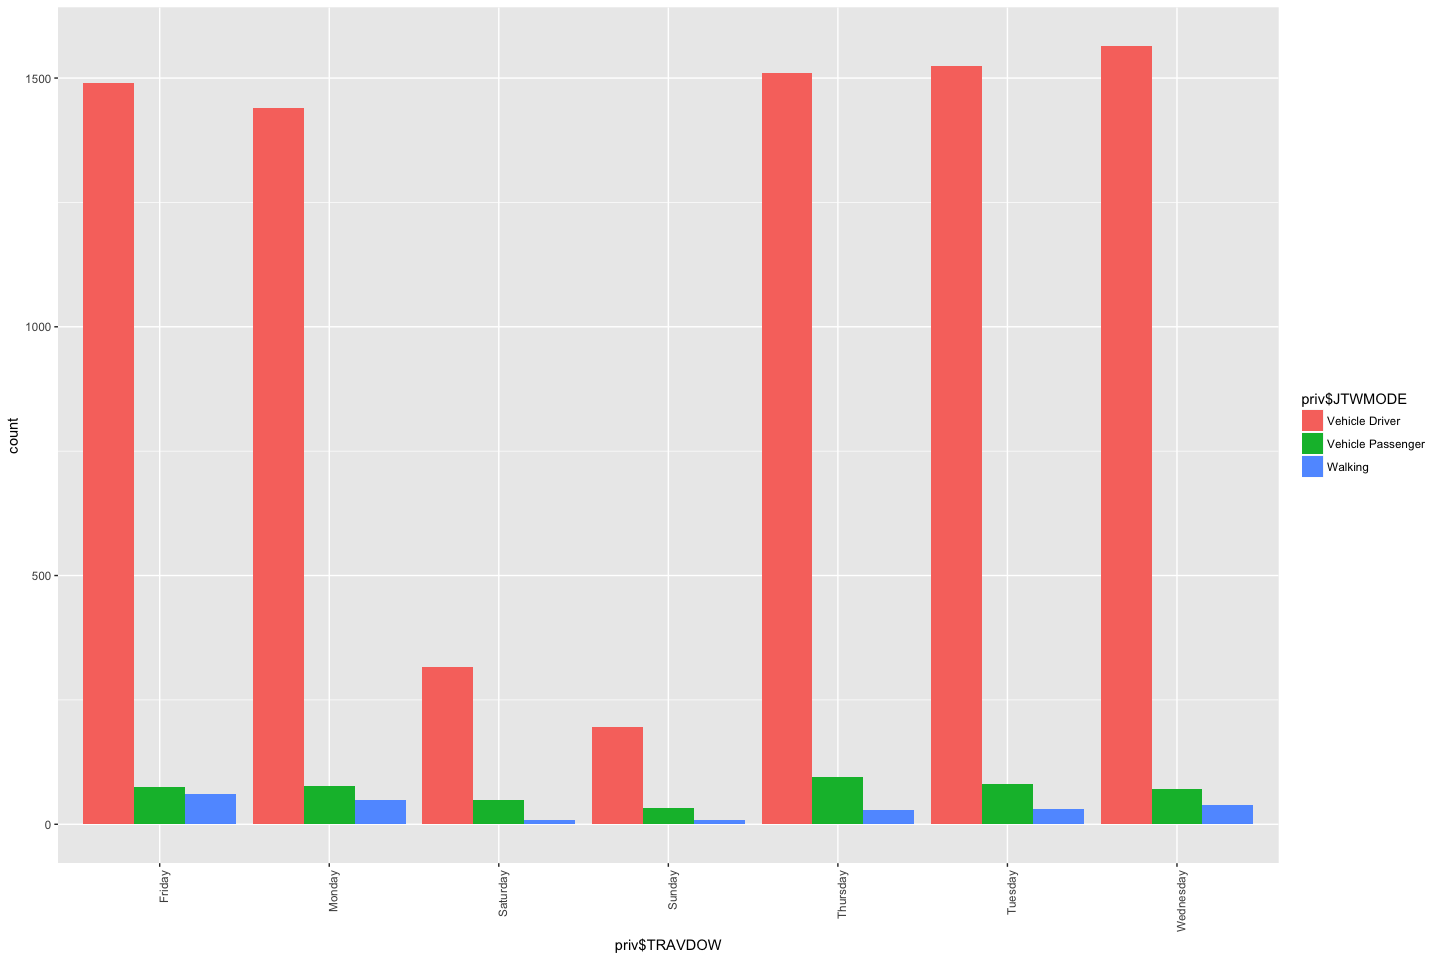 1500
1000
500
0
count
Friday
Monday
Saturday
Sunday
Thursday
Tuesday
Wednesday
priv$TRAVDOW
priv$JTWMODE
Vehicle Driver
Vehicle Passenger
Walking